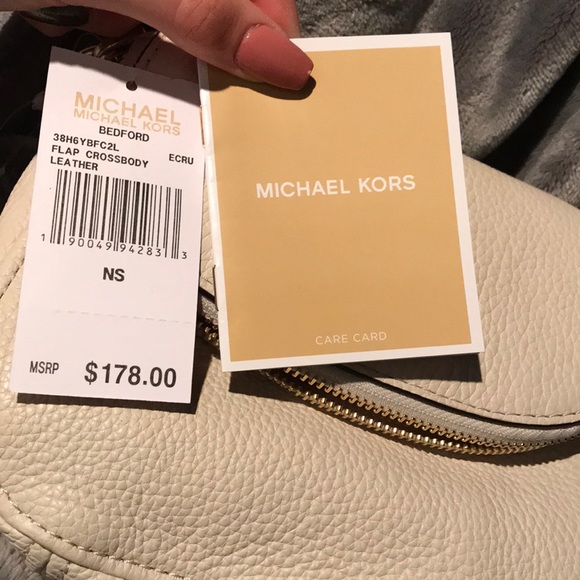 MICHAEL
MICHAEL KORS
BEDFORD
38H6YBFC2L
FLAP CROSSBODY ECRU
LEATHER
1 90049 94283 3
NS
MSRP $178.00
MICHAEL KORS
CARE CARD